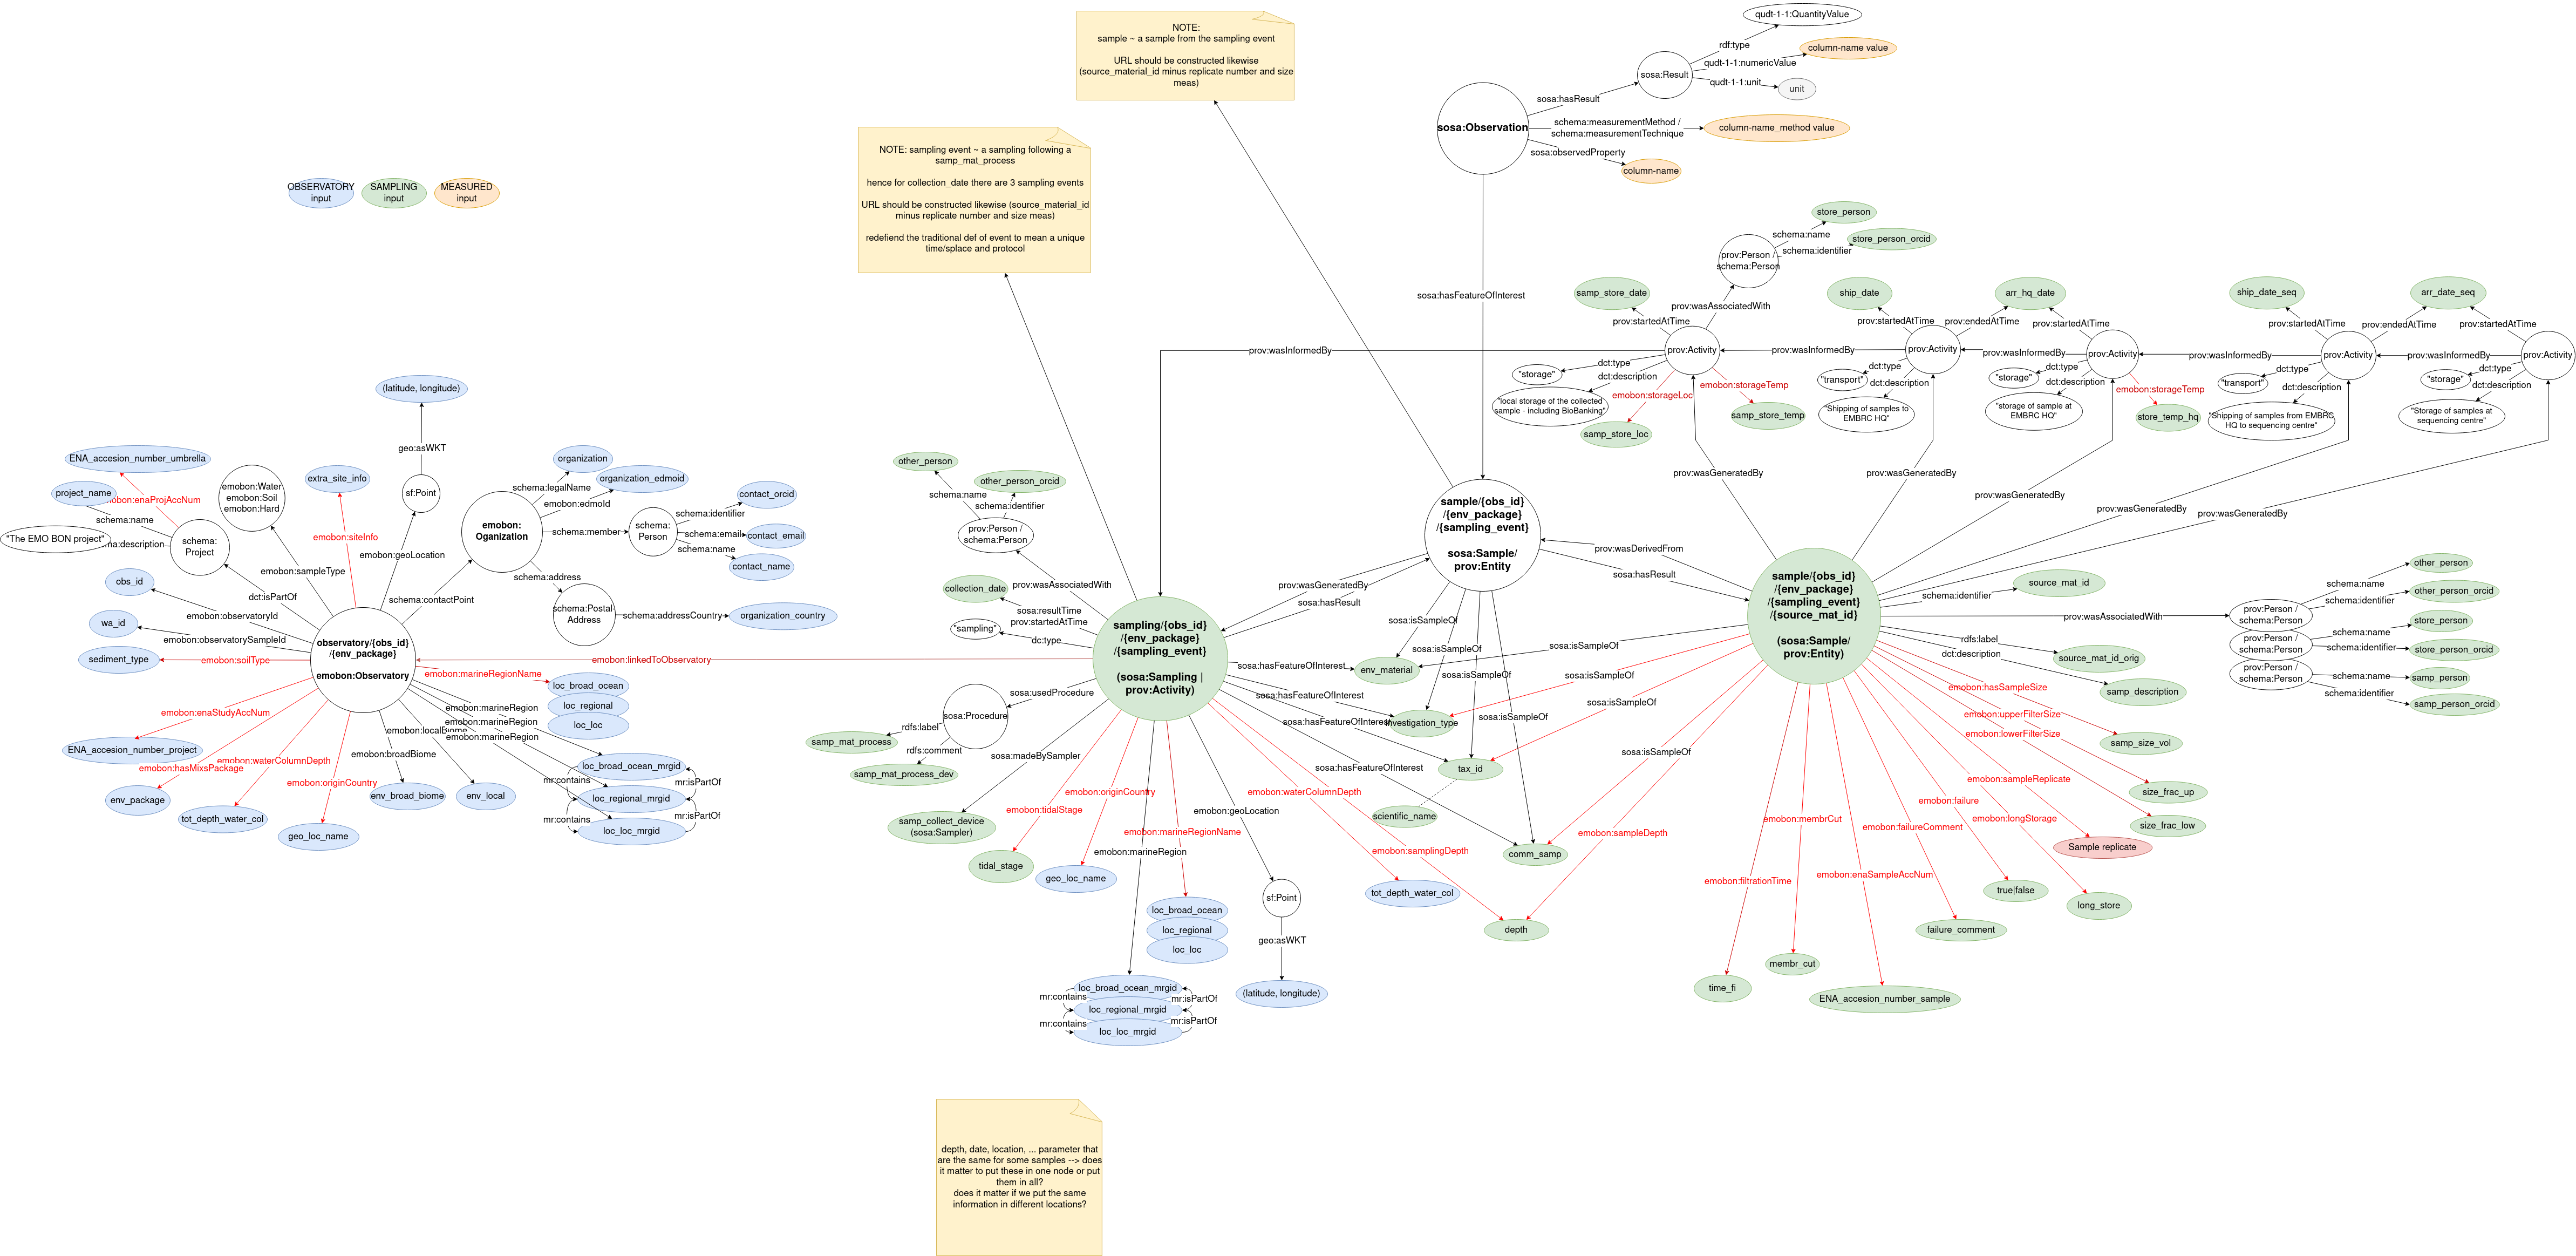 NOTE:
sample ~ a sample from the sampling event
URL should be constructed likewise
(source_material_id minus replicate number and size
meas)
NOTE: sampling event ~ a sampling following a
samp_mat_process
hence for collection_date there are 3 sampling events
URL should be constructed likewise (source_material_id
minus replicate number and size meas)
redefiend the traditional def of event to mean a unique
time/splace and protocol
OBSERVATORY
input
SAMPLING
input
MEASURED
input
qudt-1-1:QuantityValue
rdf:type
column-name value
qudt-1-1:numericValue
sosa:Result
qudt-1-1:unit
unit
sosa:hasResult
sosa:Observation
schema:measurementMethod /
schema:measurementTechnique
column-name_method value
sosa:observedProperty
column-name
sosa:hasFeatureOfInterest
store_person
schema:name
store_person_orcid
schema:identifier
prov:Person /
schema:Person
prov:wasAssociatedWith
samp_store_date
prov:startedAtTime
prov:Activity
prov:wasInformedBy
dct:type
"storage"
dct:description
"local storage of the collected
sample - including BioBanking"
emobon:storageLoc
samp_store_loc
emobon:storageTemp
samp_store_temp
prov:wasInformedBy
ship_date
prov:startedAtTime
prov:endedAtTime
prov:Activity
dct:type
"transport"
dct:description
"Shipping of samples to
EMBRC HQ"
prov:wasInformedBy
arr_hq_date
prov:startedAtTime
prov:Activity
dct:type
"storage"
dct:description
"storage of sample at
EMBRC HQ"
emobon:storageTemp
store_temp_hq
prov:wasInformedBy
ship_date_seq
prov:startedAtTime
prov:endedAtTime
prov:Activity
dct:type
"transport"
dct:description
"Shipping of samples from EMBRC
HQ to sequencing centre"
prov:wasInformedBy
arr_date_seq
prov:startedAtTime
prov:Activity
dct:type
"storage"
dct:description
"Storage of samples at
sequencing centre"
prov:wasGeneratedBy
prov:wasGeneratedBy
prov:wasGeneratedBy
prov:wasGeneratedBy
prov:wasGeneratedBy
(latitude, longitude)
geo:asWKT
sf:Point
emobon:geoLocation
ENA_accesion_number_umbrella
project_name
obon:enaProjAccNum
schema:name
"The EMO BON project"
ma:description
schema:
Project
dct:isPartOf
emobon:Water
emobon:Soil
emobon:Hard
emobon:sampleType
extra_site_info
emobon:siteInfo
emobon:
Oganization
schema:contactPoint
schema:legalName
organization
emobon:edmoId
organization_edmoid
schema:member
schema:
Person
schema:identifier
contact_orcid
schema:email
contact_email
schema:name
contact_name
schema:address
schema:Postal-
Address
schema:addressCountry
organization_country
obs_id
emobon:observatoryId
wa_id
emobon:observatorySampleId
sediment_type
emobon:soilType
observatory/{obs_id}
/{env_package}
emobon:Observatory
emobon:linkedToObservatory
emobon:marineRegionName
loc_broad_ocean
loc_regional
loc_loc
emobon:enaStudyAccNum
ENA_accesion_number_project
emobon:hasMixsPackage
env_package
emobon:waterColumnDepth
tot_depth_water_col
emobon:originCountry
geo_loc_name
emobon:broadBiome
env_broad_biome
emobon:localBiome
env_local
emobon:marineRegion
emobon:marineRegion
emobon:marineRegion
loc_broad_ocean_mrgid
loc_regional_mrgid
loc_loc_mrgid
mr:contains
mr:contains
mr:isPartOf
mr:isPartOf
other_person
schema:name
other_person_orcid
schema:identifier
prov:Person /
schema:Person
prov:wasAssociatedWith
collection_date
sosa:resultTime
prov:startedAtTime
"sampling"
dc:type
sampling/{obs_id}
/{env_package}
/{sampling_event}
(sosa:Sampling |
prov:Activity)
sosa:usedProcedure
sosa:Procedure
rdfs:label
samp_mat_process
rdfs:comment
samp_mat_process_dev
sosa:madeBySampler
samp_collect_device
(sosa:Sampler)
emobon:tidalStage
tidal_stage
emobon:originCountry
geo_loc_name
emobon:marineRegionName
loc_broad_ocean
loc_regional
loc_loc
emobon:marineRegion
loc_broad_ocean_mrgid
loc_regional_mrgid
loc_loc_mrgid
mr:contains
mr:contains
mr:isPartOf
mr:isPartOf
emobon:geoLocation
sf:Point
geo:asWKT
(latitude, longitude)
emobon:waterColumnDepth
tot_depth_water_col
emobon:samplingDepth
depth
prov:wasGeneratedBy
sosa:hasResult
sample/{obs_id}
/{env_package}
/{sampling_event}
sosa:Sample/
prov:Entity
prov:wasDerivedFrom
sosa:hasResult
sosa:isSampleOf
sosa:isSampleOf
sosa:isSampleOf
sosa:isSampleOf
sosa:hasFeatureOfInterest
sosa:hasFeatureOfInterest
sosa:hasFeatureOfInterest
sosa:hasFeatureOfInterest
env_material
investigation_type
tax_id
scientific_name
comm_samp
sosa:isSampleOf
sosa:isSampleOf
sosa:isSampleOf
sosa:isSampleOf
emobon:sampleDepth
sample/{obs_id}
/{env_package}
/{sampling_event}
/{source_mat_id}
(sosa:Sample/
prov:Entity)
schema:identifier
source_mat_id
prov:wasAssociatedWith
prov:Person /
schema:Person
prov:Person /
schema:Person
prov:Person /
schema:Person
schema:name
other_person
schema:identifier
other_person_orcid
schema:name
store_person
schema:identifier
store_person_orcid
schema:name
samp_person
schema:identifier
samp_person_orcid
rdfs:label
source_mat_id_orig
dct:description
samp_description
emobon:hasSampleSize
samp_size_vol
emobon:upperFilterSize
size_frac_up
emobon:lowerFilterSize
size_frac_low
emobon:sampleReplicate
Sample replicate
emobon:longStorage
long_store
emobon:failure
true|false
emobon:failureComment
failure_comment
emobon:enaSampleAccNum
ENA_accesion_number_sample
emobon:membrCut
membr_cut
emobon:filtrationTime
time_fi
depth, date, location, ... parameter that
are the same for some samples --> does
it matter to put these in one node or put
them in all?
does it matter if we put the same
information in different locations?